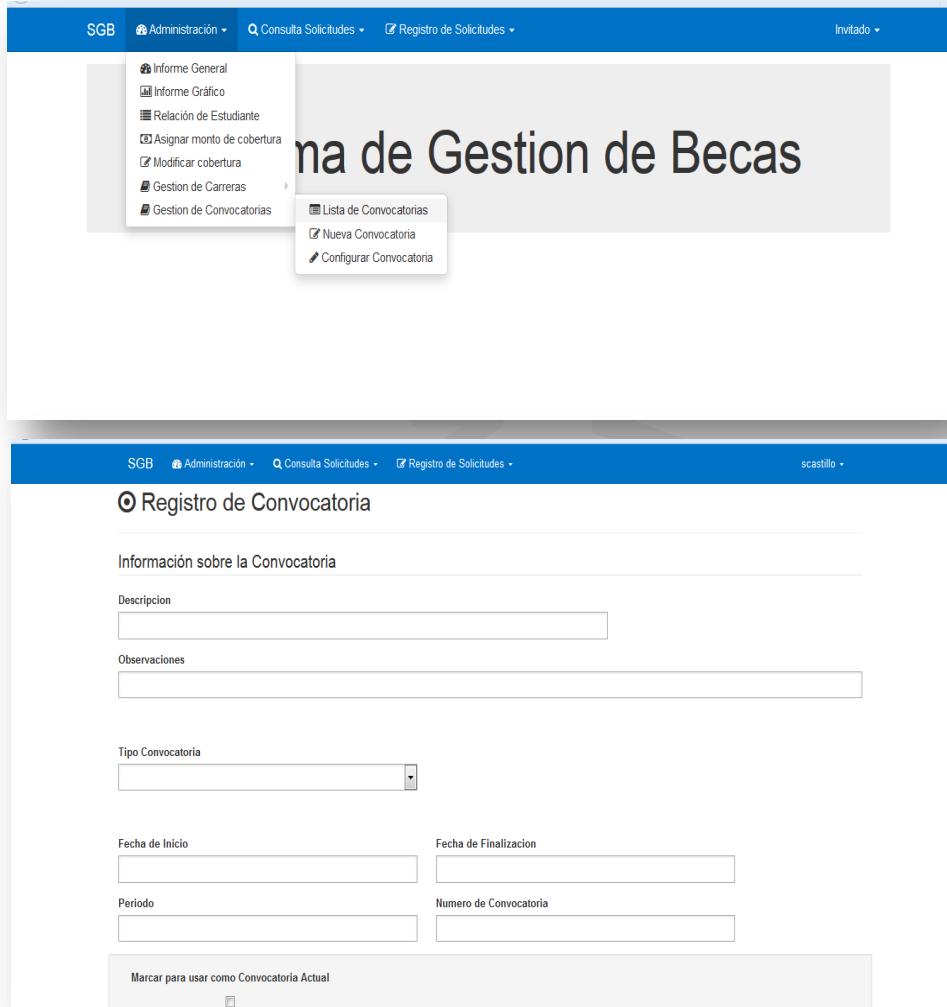 SGB Administración Consulta Solicitudes Registro de Solicitudes Invitado
Informe General
Informe Gráfico
Relación de Estudiante
Asignar monto de cobertura
Modificar cobertura
Gestion de Carreras
Gestion de Convocatorias
ma de Gestion de Becas
Lista de Convocatorias
Nueva Convocatoria
Configurar Convocatoria
SGB Administración Consulta Solicitudes Registro de Solicitudes scastillo
Registro de Convocatoria
Información sobre la Convocatoria
Descripcion
Observaciones
Tipo Convocatoria
Fecha de Inicio Fecha de Finalizacion
Periodo Numero de Convocatoria
Marcar para usar como Convocatoria Actual